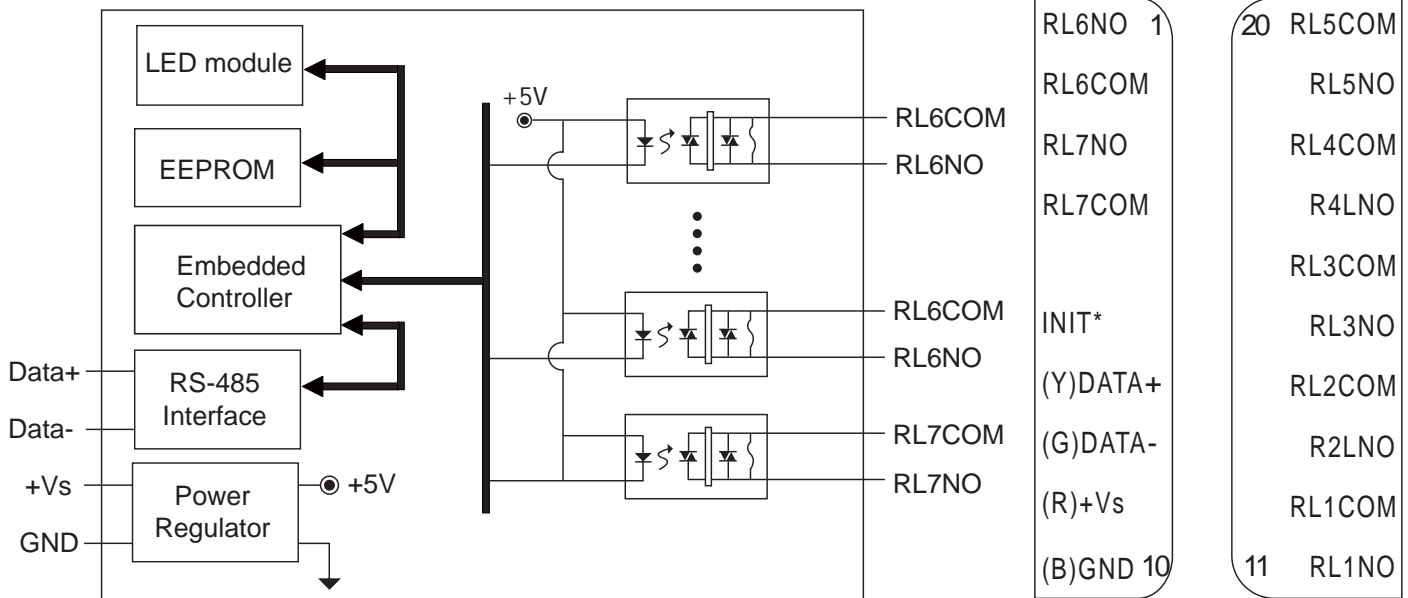 LED module
EEPROM
Embedded
Controller
RS-485
Interface
Power
Regulator
Data+
Data-
+Vs
GND
+5V
+5V
RL6COM
RL6NO
RL6COM
RL6NO
RL7COM
RL7NO
RL6NO 1
RL6COM
RL7NO
RL7COM
INIT*
(Y)DATA+
(G)DATA-
(R)+Vs
(B)GND 10
20 RL5COM
RL5NO
RL4COM
R4LNO
RL3COM
RL3NO
RL2COM
R2LNO
RL1COM
11 RL1NO